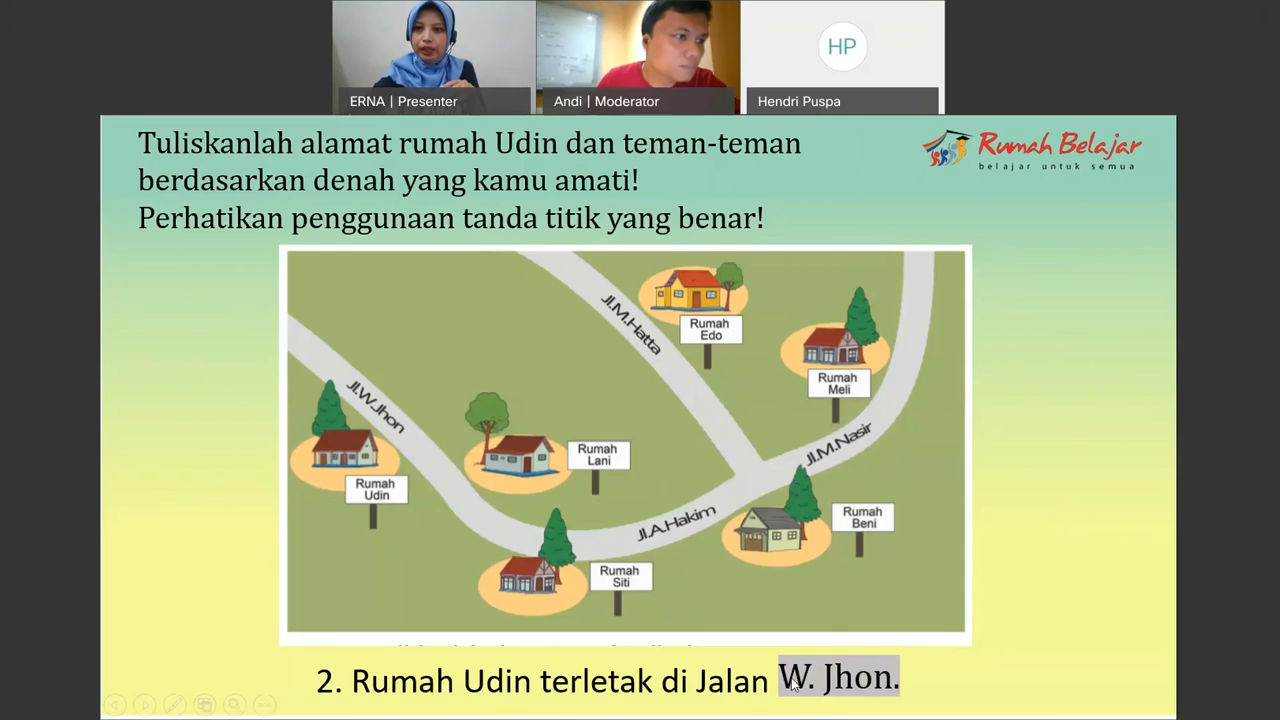 ERNA | Presenter
Andi | Moderator
HP
Hendri Puspa
Tuliskanlah alamat rumah Udin dan teman-teman
berdasarkan denah yang kamu amati!
Perhatikan penggunaan tanda titik yang benar!
Rumah Belajar
belajar untuk semua
Jl.M.Hatta
Rumah
Edo
Rumah
Meli
Jl.W.Jhon
Jl.M.Nasir
Rumah
Lani
Rumah
Udin
Jl.A.Hakim
Rumah
Beni
Rumah
Siti
2. Rumah Udin terletak di Jalan W. Jhon.